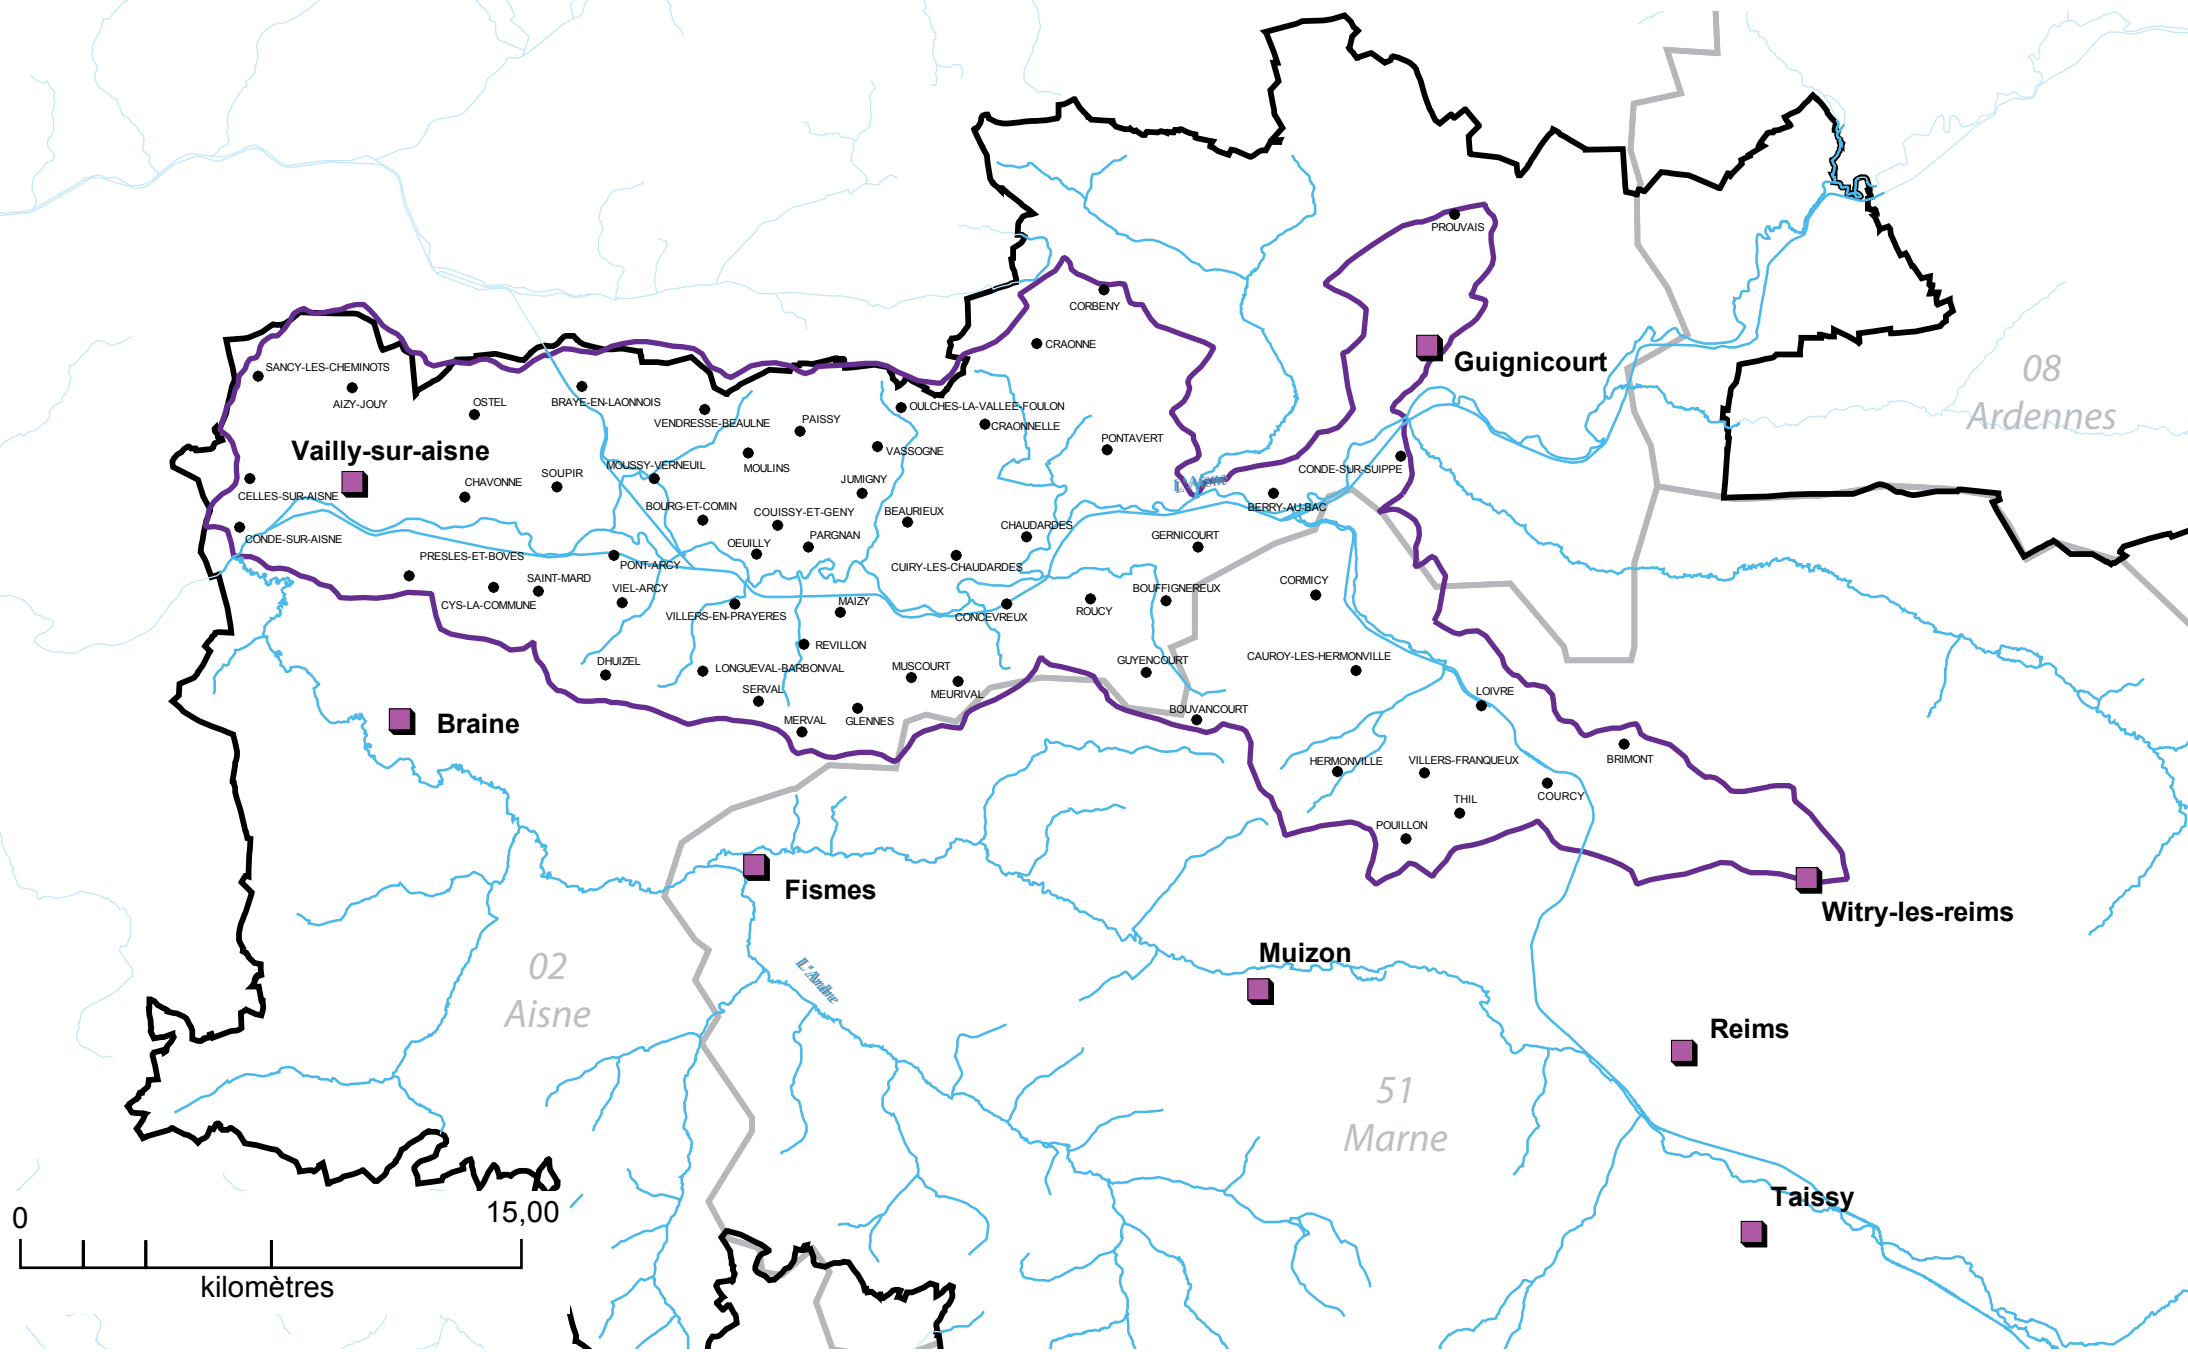 PROUVAIS
CORBENY
CRAONNE
Guignicourt
08
Ardennes
SANCY-LES-CHEMINOTS
AIZY-JOUY
OSTEL
BRAYE-EN-LAONNOIS
VENDRESSE-BEAULNE
PAISSY
OULCHES-LA-VALLEE-FOULON
CRAONNELLE
PONTAVERT
Vailly-sur-aisne
VASSOGNE
MOULINS
MOUSSY-VERNEUIL
SOUPIR
CHAVONNE
JUMIGNY
CONDE-SUR-SUIPPE
L'Aisne
CELLES-SUR-AISNE
BOURG-ET-COMIN
COUISSY-ET-GENY
BEAURIEUX
BERRY-AU-BAC
CHAUDARDES
CONDE-SUR-AISNE
OEUILLY
PARGNAN
GERNICOURT
PRESLES-ET-BOVES
PONT-ARCY
CUIRY-LES-CHAUDARDES
SAINT-MARD
VIEL-ARCY
CORMICY
BOUFFIGNEREUX
CYS-LA-COMMUNE
MAIZY
VILLERS-EN-PRAYERES
CONCEVREUX
ROUCY
REVILLON
DHUIZEL
LONGUEVAL-BARBONVAL
MUSCOURT
GUYENCOURT
CAUROY-LES-HERMONVILLE
SERVAL
MEURIVAL
LOIVRE
MERVAL
GLENNES
BOUVANCOURT
Braine
HERMONVILLE
VILLERS-FRANQUEUX
BRIMONT
THIL
COURCY
POUILLON
Fismes
Witry-les-reims
Muizon
02
Aisne
L'Ardre
Reims
51
Marne
Taissy
0
15,00
kilomètres